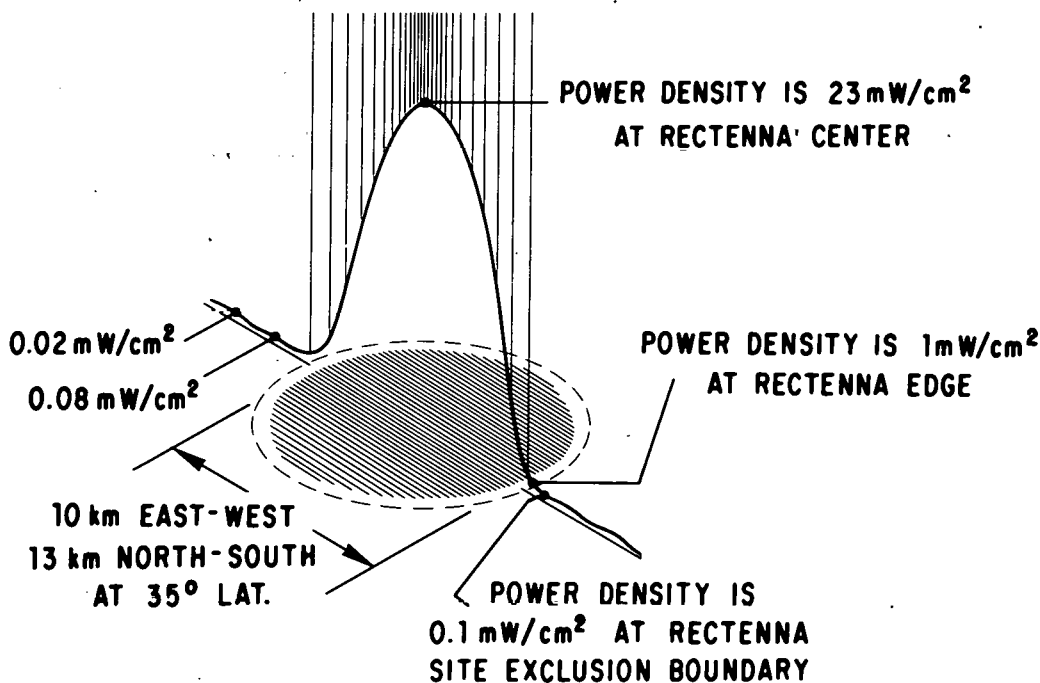 POWER DENSITY IS 23 mW/cm²
AT RECTENNA CENTER
0.02 mW/cm²
0.08 mW/cm²
POWER DENSITY IS 1 mW/cm²
AT RECTENNA EDGE
10 km EAST-WEST
13 km NORTH-SOUTH
AT 35° LAT.
POWER DENSITY IS
0.1 mW/cm² AT RECTENNA
SITE EXCLUSION BOUNDARY